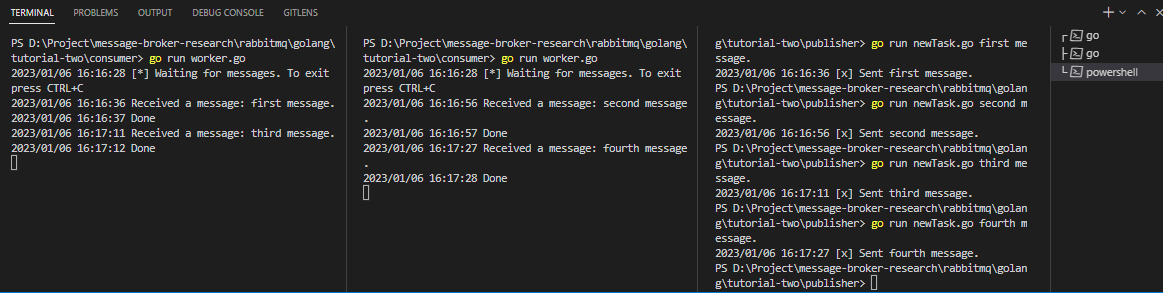 TERMINAL PROBLEMS OUTPUT DEBUG CONSOLE GITLENS
PS D:\Project\message-broker-research\rabbitmq\golang\
tutorial-two\consumer> go run worker.go
2023/01/06 16:16:28 [*] Waiting for messages. To exit
press CTRL+C
2023/01/06 16:16:36 Received a message: first message.
2023/01/06 16:16:37 Done
2023/01/06 16:17:11 Received a message: third message.
2023/01/06 16:17:12 Done
PS D:\Project\message-broker-research\rabbitmq\golang\
tutorial-two\consumer> go run worker.go
2023/01/06 16:16:28 [*] Waiting for messages. To exit
press CTRL+C
2023/01/06 16:16:56 Received a message: second message
.
2023/01/06 16:16:57 Done
2023/01/06 16:17:27 Received a message: fourth message
.
2023/01/06 16:17:28 Done
g\tutorial-two\publisher> go run newTask.go first me
ssage.
2023/01/06 16:16:36 [x] Sent first message.
PS D:\Project\message-broker-research\rabbitmq\golan
g\tutorial-two\publisher> go run newTask.go second m
essage.
2023/01/06 16:16:56 [x] Sent second message.
PS D:\Project\message-broker-research\rabbitmq\golan
g\tutorial-two\publisher> go run newTask.go third me
ssage.
2023/01/06 16:17:11 [x] Sent third message.
PS D:\Project\message-broker-research\rabbitmq\golan
g\tutorial-two\publisher> go run newTask.go fourth m
essage.
2023/01/06 16:17:27 [x] Sent fourth message.
PS D:\Project\message-broker-research\rabbitmq\golan
g\tutorial-two\publisher>
go
go
powershell